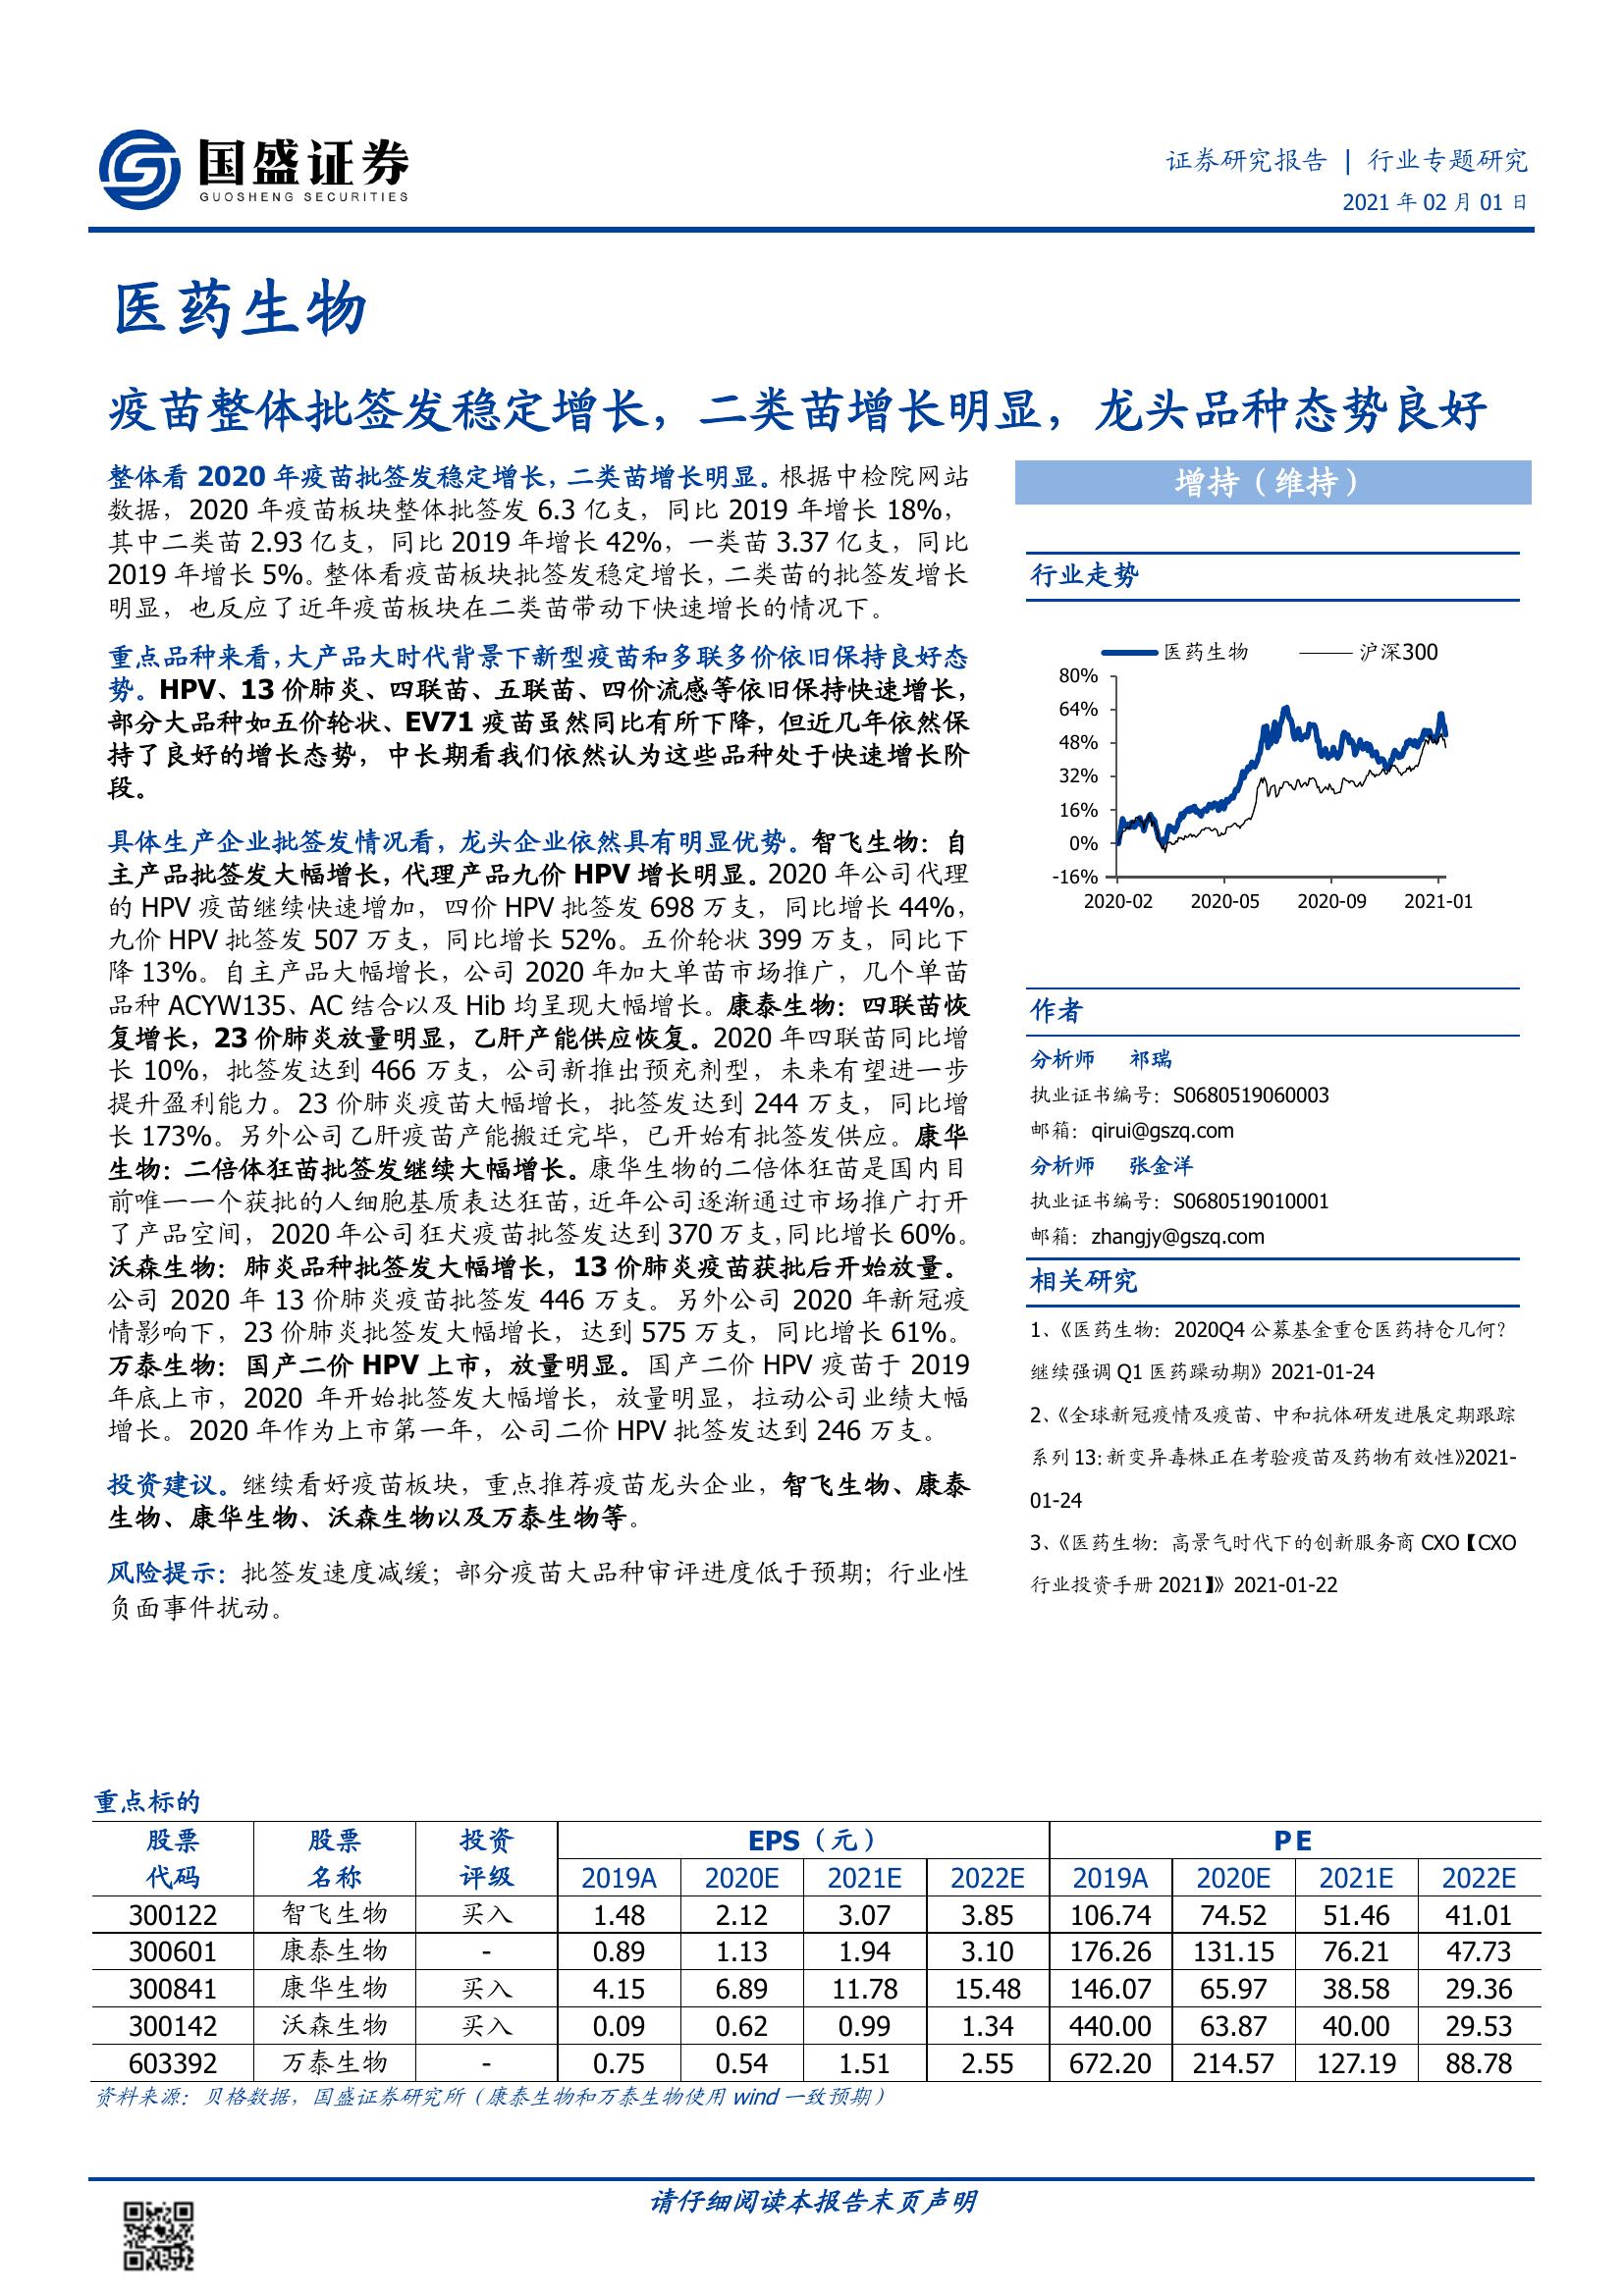 国盛证券
GUOSHENG SECURITIES
证券研究报告 | 行业专题研究
2021 年 02 月 01 日
医药生物
疫苗整体批签发稳定增长，二类苗增长明显，龙头品种态势良好
整体看 2020 年疫苗批签发稳定增长，二类苗增长明显。根据中检院网站
数据，2020 年疫苗板块整体批签发 6.3 亿支，同比 2019 年增长 18%，
其中二类苗 2.93 亿支，同比 2019 年增长 42%，一类苗 3.37 亿支，同比
2019 年增长 5%。整体看疫苗板块批签发稳定增长，二类苗的批签发增长
明显，也反应了近年疫苗板块在二类苗带动下快速增长的情况下。
重点品种来看，大产品大时代背景下新型疫苗和多联多价依旧保持良好态
势。HPV、13 价肺炎、四联苗、五联苗、四价流感等依旧保持快速增长，
部分大品种如五价轮状、EV71 疫苗虽然同比有所下降，但近几年依然保
持了良好的增长态势，中长期看我们依然认为这些品种处于快速增长阶
段。
具体生产企业批签发情况看，龙头企业依然具有明显优势。智飞生物：自
主产品批签发大幅增长，代理产品九价 HPV 增长明显。2020 年公司代理
的 HPV 疫苗继续快速增加，四价 HPV 批签发 698 万支，同比增长 44%，
九价 HPV 批签发 507 万支，同比增长 52%。五价轮状 399 万支，同比下
降 13%。自主产品大幅增长，公司 2020 年加大单苗市场推广，几个单苗
品种 ACYW135、AC 结合以及 Hib 均呈现大幅增长。康泰生物：四联苗恢
复增长，23 价肺炎放量明显，乙肝产能供应恢复。2020 年四联苗同比增
长 10%，批签发达到 466 万支，公司新推出预充剂型，未来有望进一步
提升盈利能力。23 价肺炎疫苗大幅增长，批签发达到 244 万支，同比增
长 173%。另外公司乙肝疫苗产能搬迁完毕，已开始有批签发供应。康华
生物：二倍体狂苗批签发继续大幅增长。康华生物的二倍体狂苗是国内目
前唯一一个获批的人细胞基质表达狂苗，近年公司逐渐通过市场推广打开
了产品空间，2020 年公司狂犬疫苗批签发达到 370 万支，同比增长 60%。
沃森生物：肺炎品种批签发大幅增长，13 价肺炎疫苗获批后开始放量。
公司 2020 年 13 价肺炎疫苗批签发 446 万支。另外公司 2020 年新冠疫
情影响下，23 价肺炎批签发大幅增长，达到 575 万支，同比增长 61%。
万泰生物：国产二价 HPV 上市，放量明显。国产二价 HPV 疫苗于 2019
年底上市，2020 年开始批签发大幅增长，放量明显，拉动公司业绩大幅
增长。2020 年作为上市第一年，公司二价 HPV 批签发达到 246 万支。
投资建议。继续看好疫苗板块，重点推荐疫苗龙头企业，智飞生物、康泰
生物、康华生物、沃森生物以及万泰生物等。
风险提示：批签发速度减缓；部分疫苗大品种审评进度低于预期；行业性
负面事件扰动。
增持（维持）
行业走势
医药生物 沪深300
80%
64%
48%
32%
16%
0%
-16%
2020-02 2020-05 2020-09 2021-01
作者
分析师 祁瑞
执业证书编号：S0680519060003
邮箱：qirui@gszq.com
分析师 张金洋
执业证书编号：S0680519010001
邮箱：zhangjy@gszq.com
相关研究
1、《医药生物：2020Q4 公募基金重仓医药持仓几何？
继续强调 Q1 医药躁动期》2021-01-24
2、《全球新冠疫情及疫苗、中和抗体研发进展定期跟踪
系列 13：新变异毒株正在考验疫苗及药物有效性》2021-
01-24
3、《医药生物：高景气时代下的创新服务商 CXO【CXO
行业投资手册 2021】》2021-01-22
重点标的
股票 股票 投资 EPS（元） PE
代码 名称 评级 2019A 2020E 2021E 2022E 2019A 2020E 2021E 2022E
300122 智飞生物 买入 1.48 2.12 3.07 3.85 106.74 74.52 51.46 41.01
300601 康泰生物 - 0.89 1.13 1.94 3.10 176.26 131.15 76.21 47.73
300841 康华生物 买入 4.15 6.89 11.78 15.48 146.07 65.97 38.58 29.36
300142 沃森生物 买入 0.09 0.62 0.99 1.34 440.00 63.87 40.00 29.53
603392 万泰生物 - 0.75 0.54 1.51 2.55 672.20 214.57 127.19 88.78
资料来源：贝格数据，国盛证券研究所（康泰生物和万泰生物使用 wind 一致预期）
请仔细阅读本报告末页声明